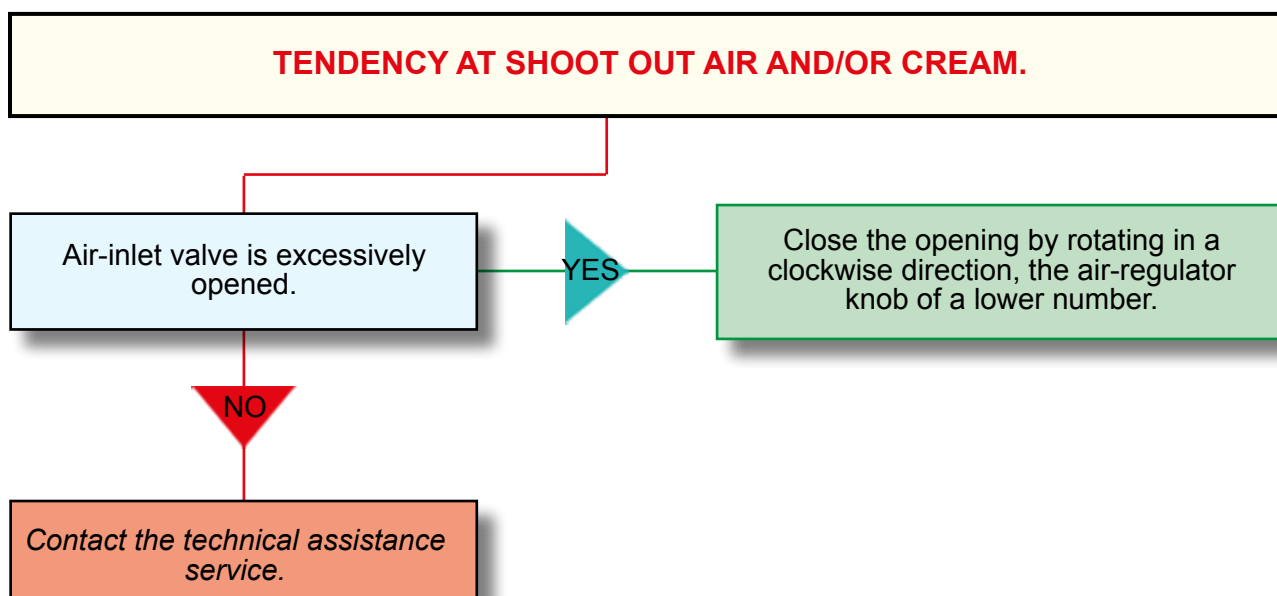 TENDENCY AT SHOOT OUT AIR AND/OR CREAM.
Air-inlet valve is excessively
opened.
YES
Close the opening by rotating in a
clockwise direction, the air-regulator
knob of a lower number.
NO
Contact the technical assistance
service.